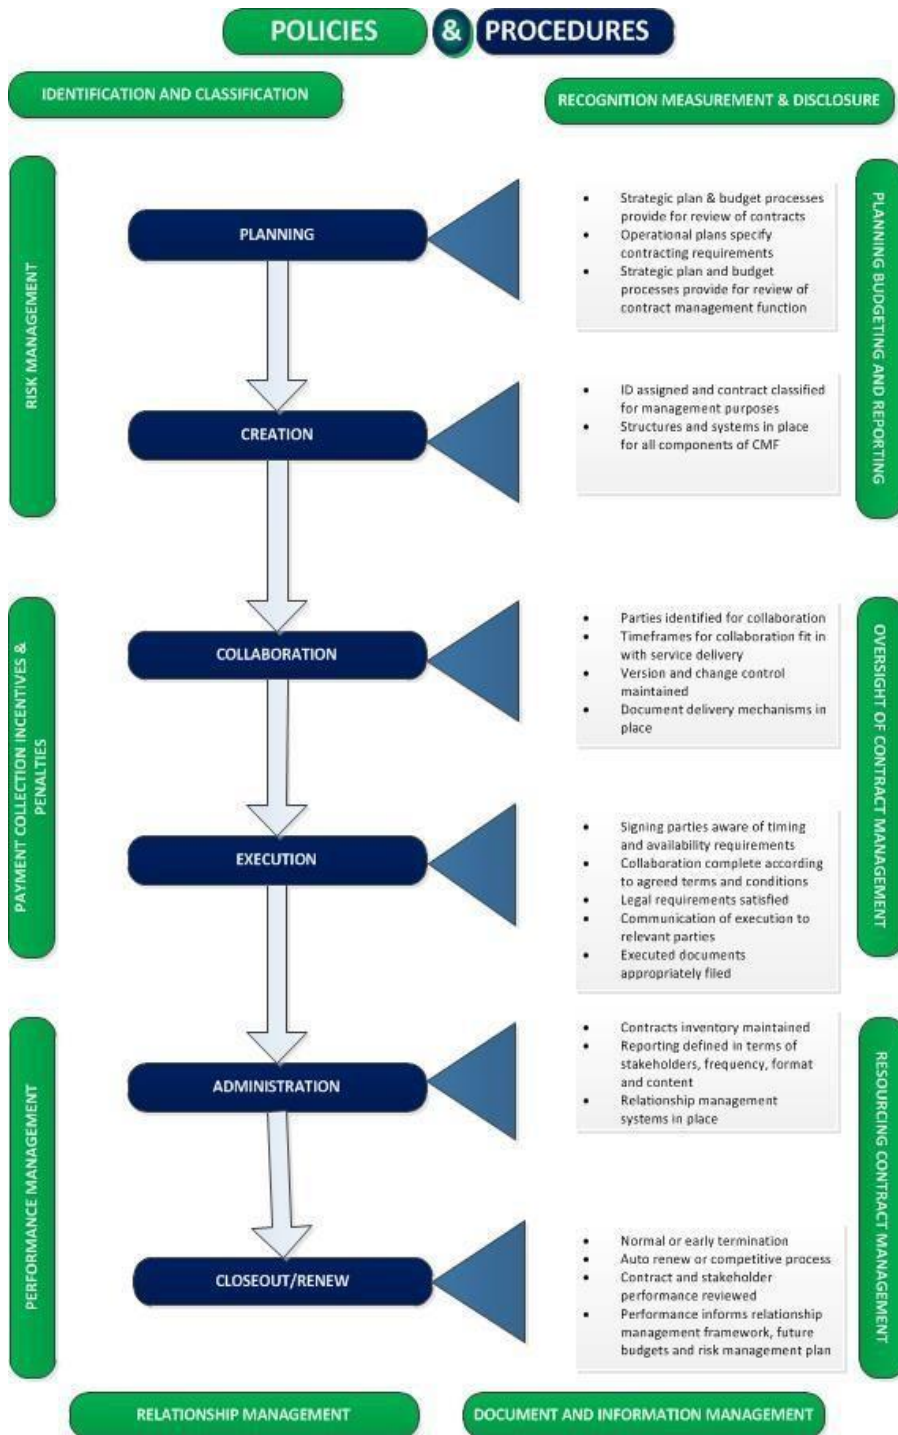 POLICIES & PROCEDURES
IDENTIFICATION AND CLASSIFICATION
RECOGNITION MEASUREMENT & DISCLOSURE
RISK MANAGEMENT
PLANNING BUDGETING AND REPORTING
PLANNING
• Strategic plan & budget processes
provide for review of contracts
• Operational plans specify
contracting requirements
• Strategic plan and budget
processes provide for review of
contract management function
CREATION
• ID assigned and contract classified
for management purposes
• Structures and systems in place
for all components of CMF
PAYMENT COLLECTION INCENTIVES &
PENALTIES
OVERSIGHT OF CONTRACT MANAGEMENT
COLLABORATION
• Parties identified for collaboration
• Timeframes for collaboration fit in
with service delivery
• Version and change control
maintained
• Document delivery mechanisms in
place
EXECUTION
• Signing parties aware of timing
and availability requirements
• Collaboration complete according
to agreed terms and conditions
• Legal requirements satisfied
• Communication of execution to
relevant parties
• Executed documents
appropriately filed
PERFORMANCE MANAGEMENT
RESOURCING CONTRACT MANAGEMENT
ADMINISTRATION
• Contracts inventory maintained
• Reporting defined in terms of
stakeholders, frequency, format
and content
• Relationship management
systems in place
CLOSEOUT/RENEW
• Normal or early termination
• Auto renew or competitive process
• Contract and stakeholder
performance reviewed
• Performance informs relationship
management framework, future
budgets and risk management plan
RELATIONSHIP MANAGEMENT
DOCUMENT AND INFORMATION MANAGEMENT